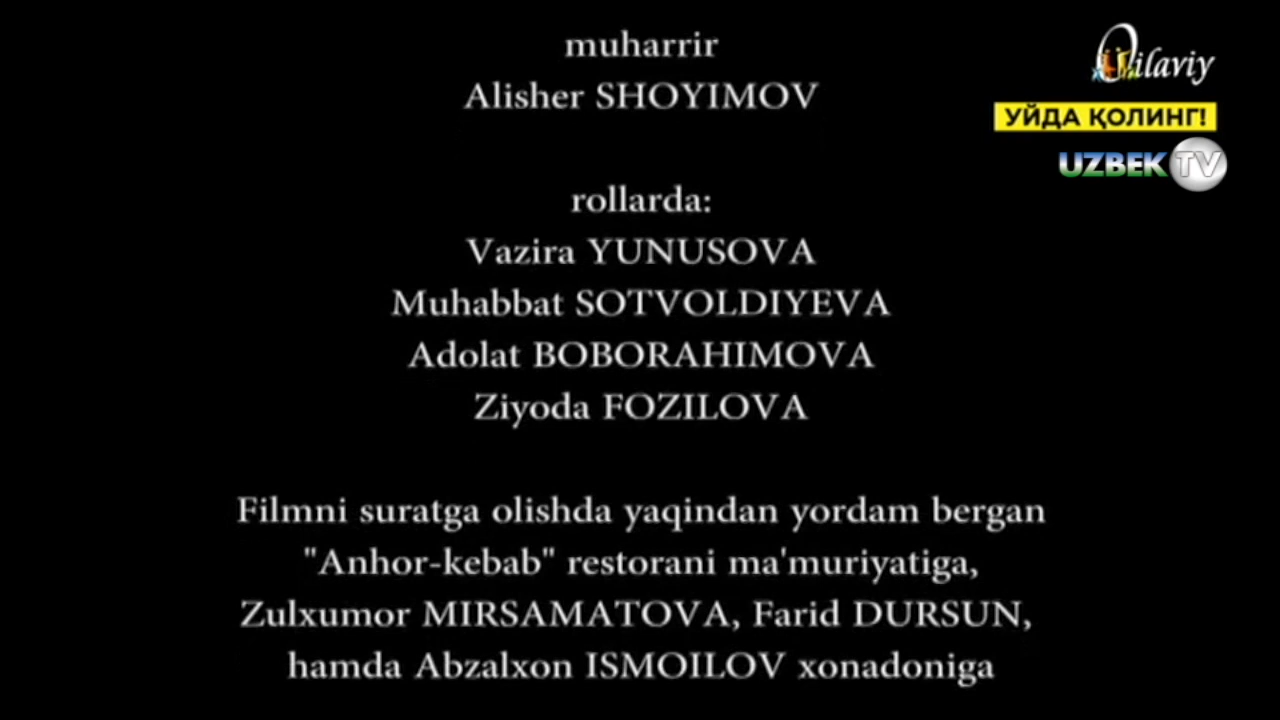 muharrir
Alisher SHOYIMOV
Oilaviy
УЙДА ҚОЛИНГ!
UZBEK TV
rollarda:
Vazira YUNUSOVA
Muhabbat SOTVOLDIYEVA
Adolat BOBORAHIMOVA
Ziyoda FOZILOVA
Filmni suratga olishda yaqindan yordam bergan
"Anhor-kebab" restorani ma'muriyatiga,
Zulxumor MIRSAMATOVA, Farid DURSUN,
hamda Abzalxon ISMOILOV xonadoniga